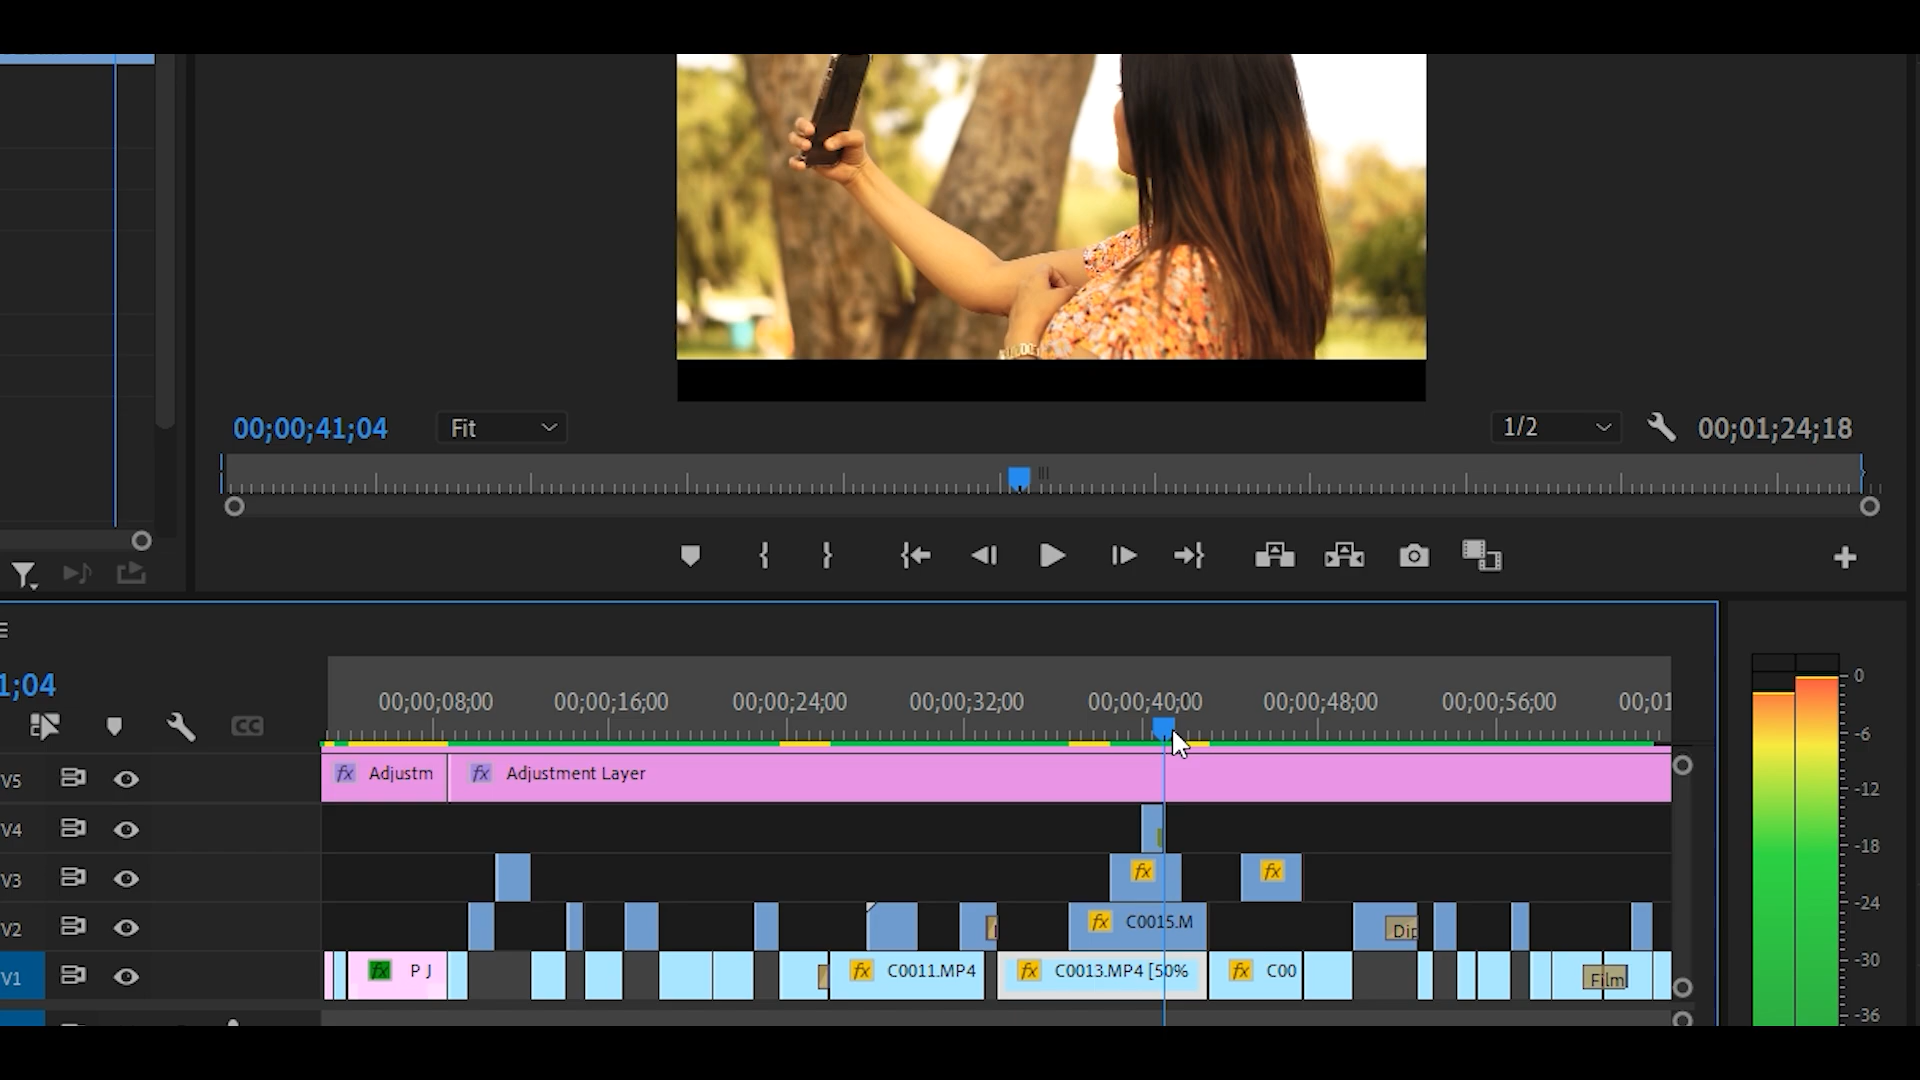 00;00;41;04 Fit 1/2 00;01;24;18
1;04
00;00;08;00 00;00;16;00 00;00;24;00 00;00;32;00 00;00;40;00 00;00;48;00 00;00;56;00 00;01
CC
V5 fx Adjustm fx Adjustment Layer
V4
V3 fx fx
V2 fx C0015.M Dip
V1 fx P J fx C0011.MP4 fx C0013.MP4 [50% fx C00 Film
0
-6
-12
-18
-24
-30
-36